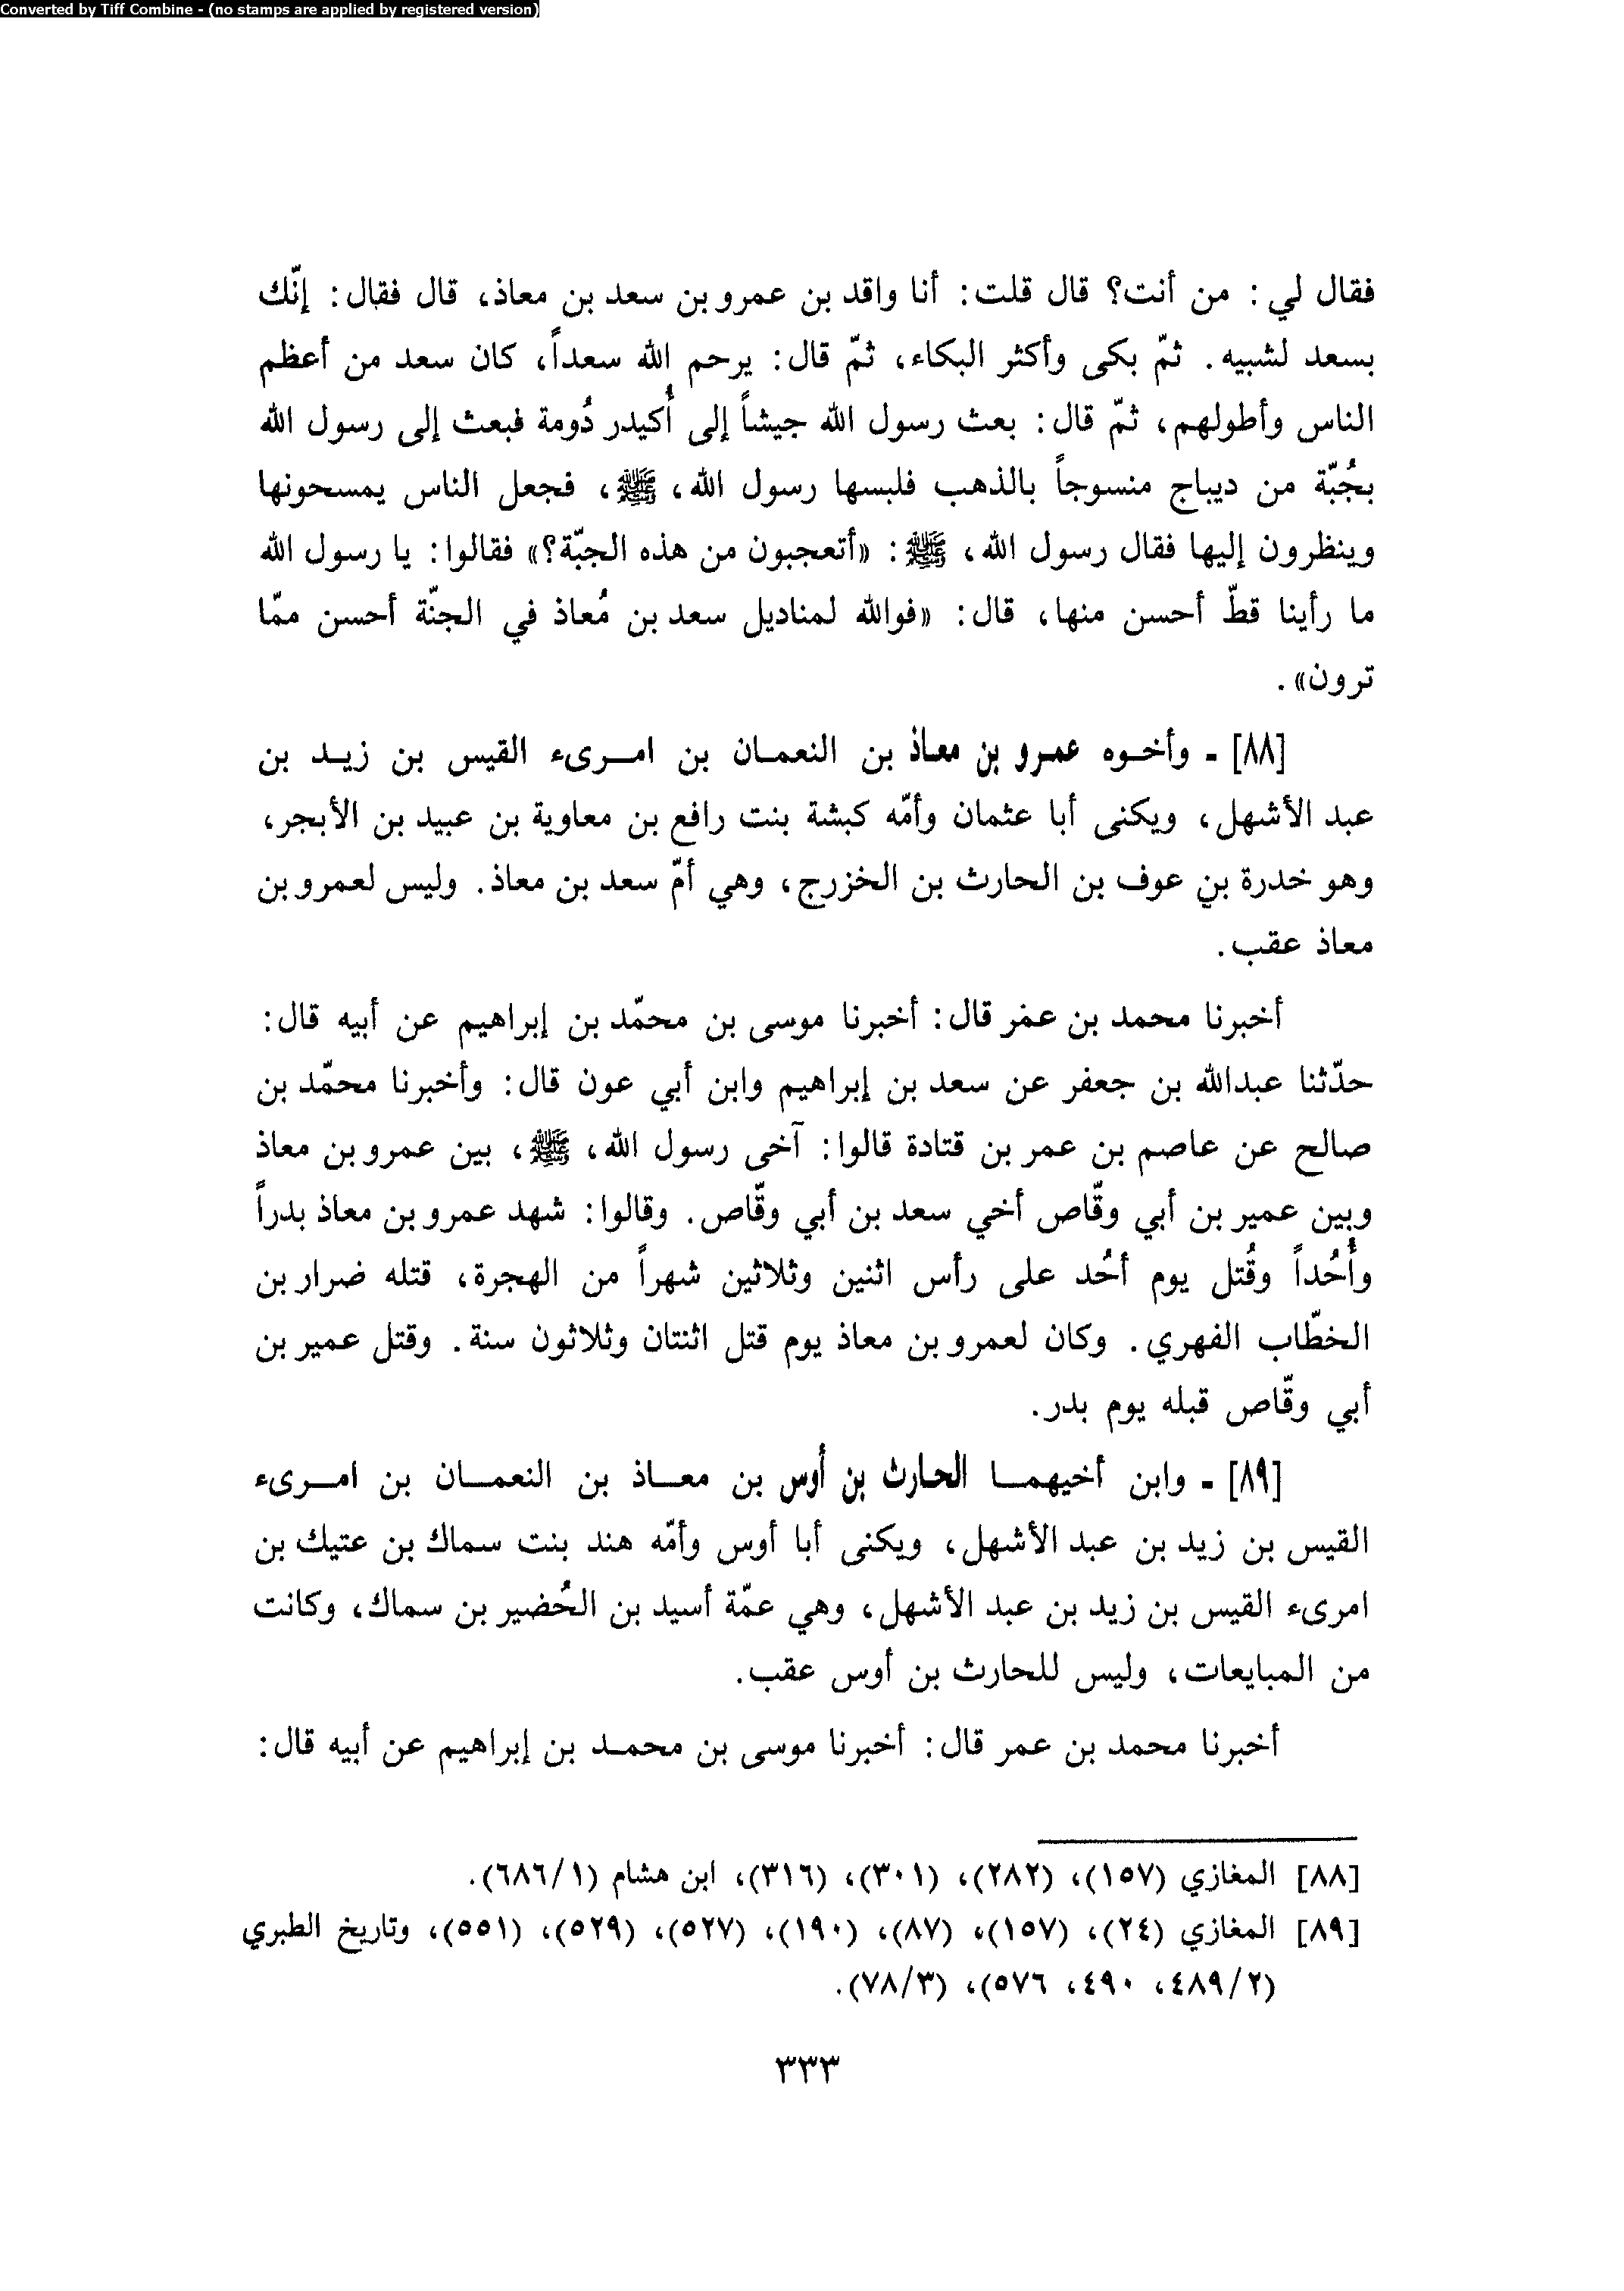 Converted by Tiff Combine - (no stamps are applied by registered version)
فقال لي: من أنت؟ قال قلت: أنا واقد بن عمرو بن سعد بن معاذ، قال فقال: إنّك
بسعد لشبيه. ثمّ بكى وأكثر البكاء، ثمّ قال: يرحم الله سعداً، كان سعد من أعظم
الناس وأطولهم، ثمّ قال: بعث رسول الله جيشاً إلى أُكيدر دُومة فبعث إلى رسول الله
بجُبّة من ديباج منسوجاً بالذهب فلبسها رسول الله، ﷺ، فجعل الناس يمسحونها
وينظرون إليها فقال رسول الله، ﷺ: «أتعجبون من هذه الجبّة؟» فقالوا: يا رسول الله
ما رأينا قطّ أحسن منها، قال: «فوالله لمناديل سعد بن مُعاذ في الجنّة أحسن ممّا
ترون».
[٨٨] - وأخـوه عمرو بن معاذ بن النعمـان بن امـرىء القيس بن زيـد بن
عبد الأشهل، ويكنى أبا عثمان وأمّه كبشة بنت رافع بن معاوية بن عبيد بن الأبجر،
وهو خدرة بن عوف بن الحارث بن الخزرج، وهي أمّ سعد بن معاذ. وليس لعمرو بن
معاذ عقب.
أخبرنا محمد بن عمر قال: أخبرنا موسى بن محمّد بن إبراهيم عن أبيه قال:
حدّثنا عبدالله بن جعفر عن سعد بن إبراهيم وابن أبي عون قال: وأخبرنا محمّد بن
صالح عن عاصم بن عمر بن قتادة قالوا: آخى رسول الله، ﷺ، بين عمرو بن معاذ
وبين عمير بن أبي وقّاص أخي سعد بن أبي وقّاص. وقالوا: شهد عمرو بن معاذ بدراً
وأُحُداً وقُتل يوم أُحُد على رأس اثنين وثلاثين شهراً من الهجرة، قتله ضرار بن
الخطّاب الفهري. وكان لعمرو بن معاذ يوم قتل اثنتان وثلاثون سنة. وقتل عمير بن
أبي وقّاص قبله يوم بدر.
[٨٩] - وابن أخيهمـا الحارث بن أوس بن معـاذ بن النعمـان بن امـرىء
القيس بن زيد بن عبد الأشهل، ويكنى أبا أوس وأمّه هند بنت سماك بن عتيك بن
امرىء القيس بن زيد بن عبد الأشهل، وهي عمّة أسيد بن الحُضير بن سماك، وكانت
من المبايعات، وليس للحارث بن أوس عقب.
أخبرنا محمد بن عمر قال: أخبرنا موسى بن محمـد بن إبراهيم عن أبيه قال:
[٨٨] المغازي (١٥٧)، (٢٨٢)، (٣٠١)، (٣١٦)، ابن هشام (٦٨٦/١).
[٨٩] المغازي (٢٤)، (١٥٧)، (٨٧)، (١٩٠)، (٥٢٧)، (٥٢٩)، (٥٥١)، وتاريخ الطبري
(٤٨٩/٢، ٤٩٠، ٥٧٦)، (٧٨/٣).
٣٣٣